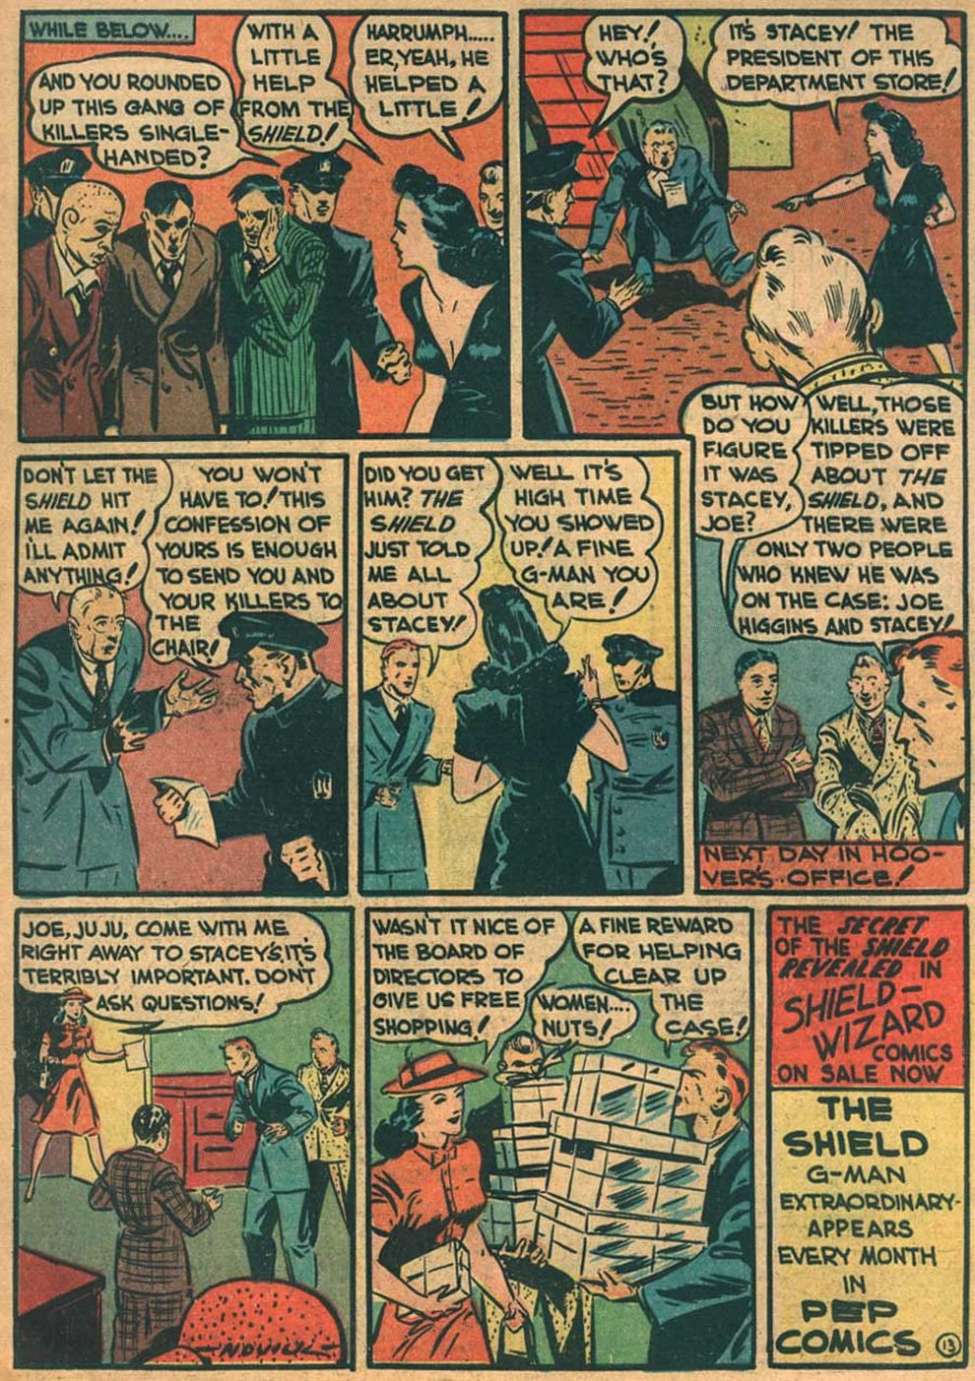 WHILE BELOW....
AND YOU ROUNDED
UP THIS GANG OF
KILLERS SINGLE-
HANDED?
WITH A
LITTLE
HELP
FROM THE
SHIELD!
HARRUMPH.....
ER, YEAH, HE
HELPED A
LITTLE!
HEY!
WHO'S
THAT?
IT'S STACEY! THE
PRESIDENT OF THIS
DEPARTMENT STORE!
DON'T LET THE
SHIELD HIT
ME AGAIN!
I'LL ADMIT
ANYTHING!
YOU WON'T
HAVE TO! THIS
CONFESSION OF
YOURS IS ENOUGH
TO SEND YOU AND
YOUR KILLERS TO
THE
CHAIR!
DID YOU GET
HIM? THE
SHIELD
JUST TOLD
ME ALL
ABOUT
STACEY!
WELL IT'S
HIGH TIME
YOU SHOWED
UP! A FINE
G-MAN YOU
ARE!
BUT HOW
DO YOU
FIGURE
IT WAS
STACEY,
JOE?
WELL, THOSE
KILLERS WERE
TIPPED OFF
ABOUT THE
SHIELD, AND
THERE WERE
ONLY TWO PEOPLE
WHO KNEW HE WAS
ON THE CASE: JOE
HIGGINS AND STACEY!
NEXT DAY IN HOO-
VER'S OFFICE!
JOE, JU JU, COME WITH ME
RIGHT AWAY TO STACEY'S, IT'S
TERRIBLY IMPORTANT. DON'T
ASK QUESTIONS!
-NOVICK-
WASN'T IT NICE OF
THE BOARD OF
DIRECTORS TO
GIVE US FREE
SHOPPING!
WOMEN....
NUTS!
A FINE REWARD
FOR HELPING
CLEAR UP
THE
CASE!
THE SECRET
OF THE SHIELD
REVEALED IN
SHIELD-
WIZARD
COMICS
ON SALE NOW
THE
SHIELD
G-MAN
EXTRAORDINARY-
APPEARS
EVERY MONTH
IN
PEP
COMICS
13